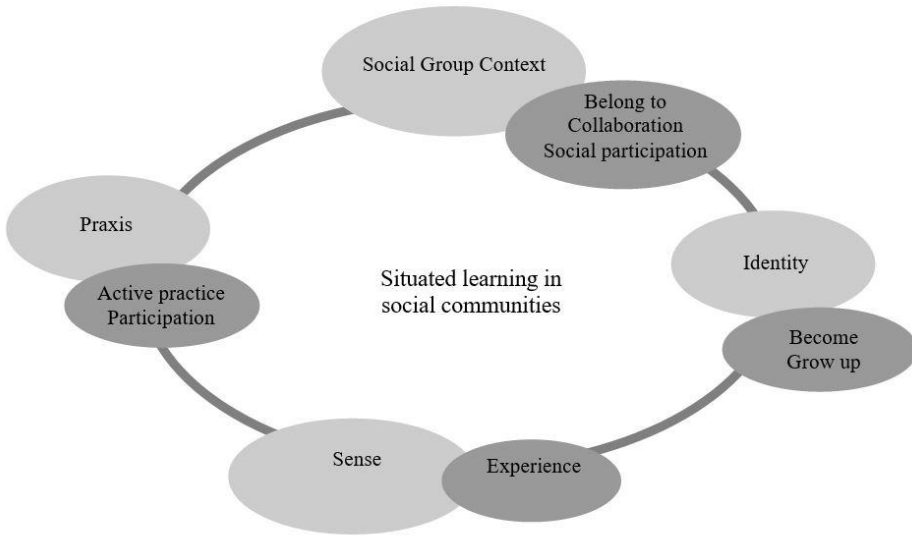 Social Group Context
Belong to
Collaboration
Social participation
Praxis
Identity
Active practice
Participation
Situated learning in
social communities
Become
Grow up
Sense
Experience